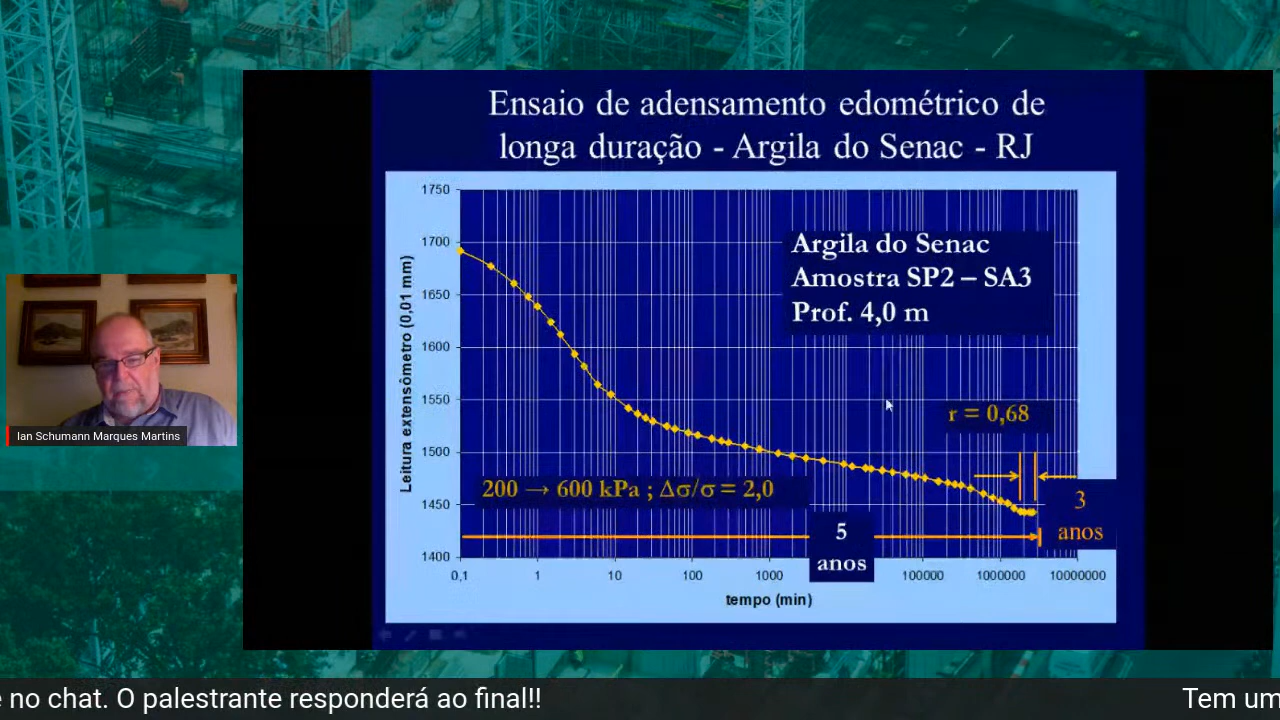 Ensaio de adensamento edométrico de
longa duração - Argila do Senac - RJ
1750
1700
1650
1600
1550
1500
1450
1400
Leitura extensômetro (0,01 mm)
Argila do Senac
Amostra SP2 – SA3
Prof. 4,0 m
r = 0,68
200 → 600 kPa ; Δσ/σ = 2,0
5
anos
3
anos
0,1
1
10
100
1000
100000
1000000
10000000
tempo (min)
Ian Schumann Marques Martins
e no chat. O palestrante responderá ao final!!
Tem um